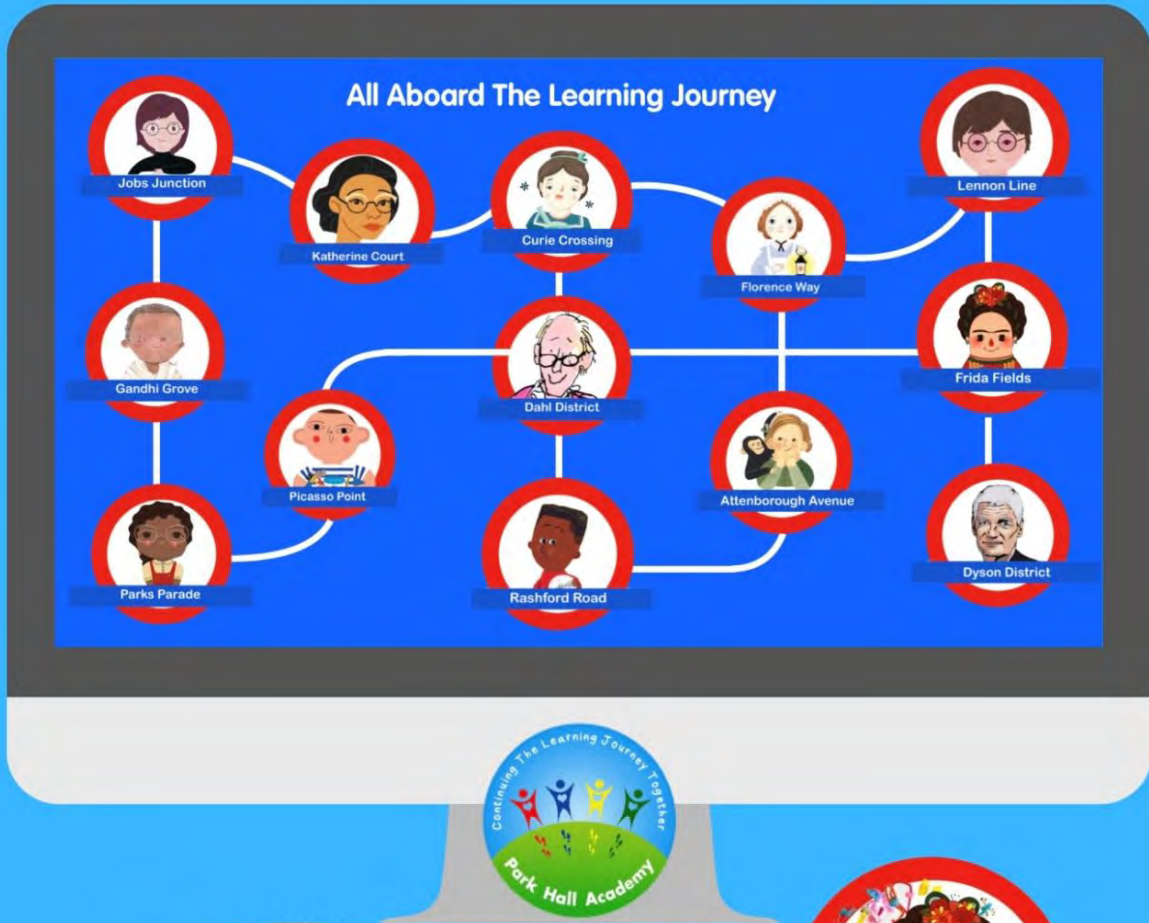 All Aboard The Learning Journey
Jobs Junction
Katherine Court
Curie Crossing
Florence Way
Lennon Line
Gandhi Grove
Picasso Point
Dahl District
Attenborough Avenue
Frida Fields
Parks Parade
Rashford Road
Dyson District
Continuing The Learning Journey Together
Park Hall Academy